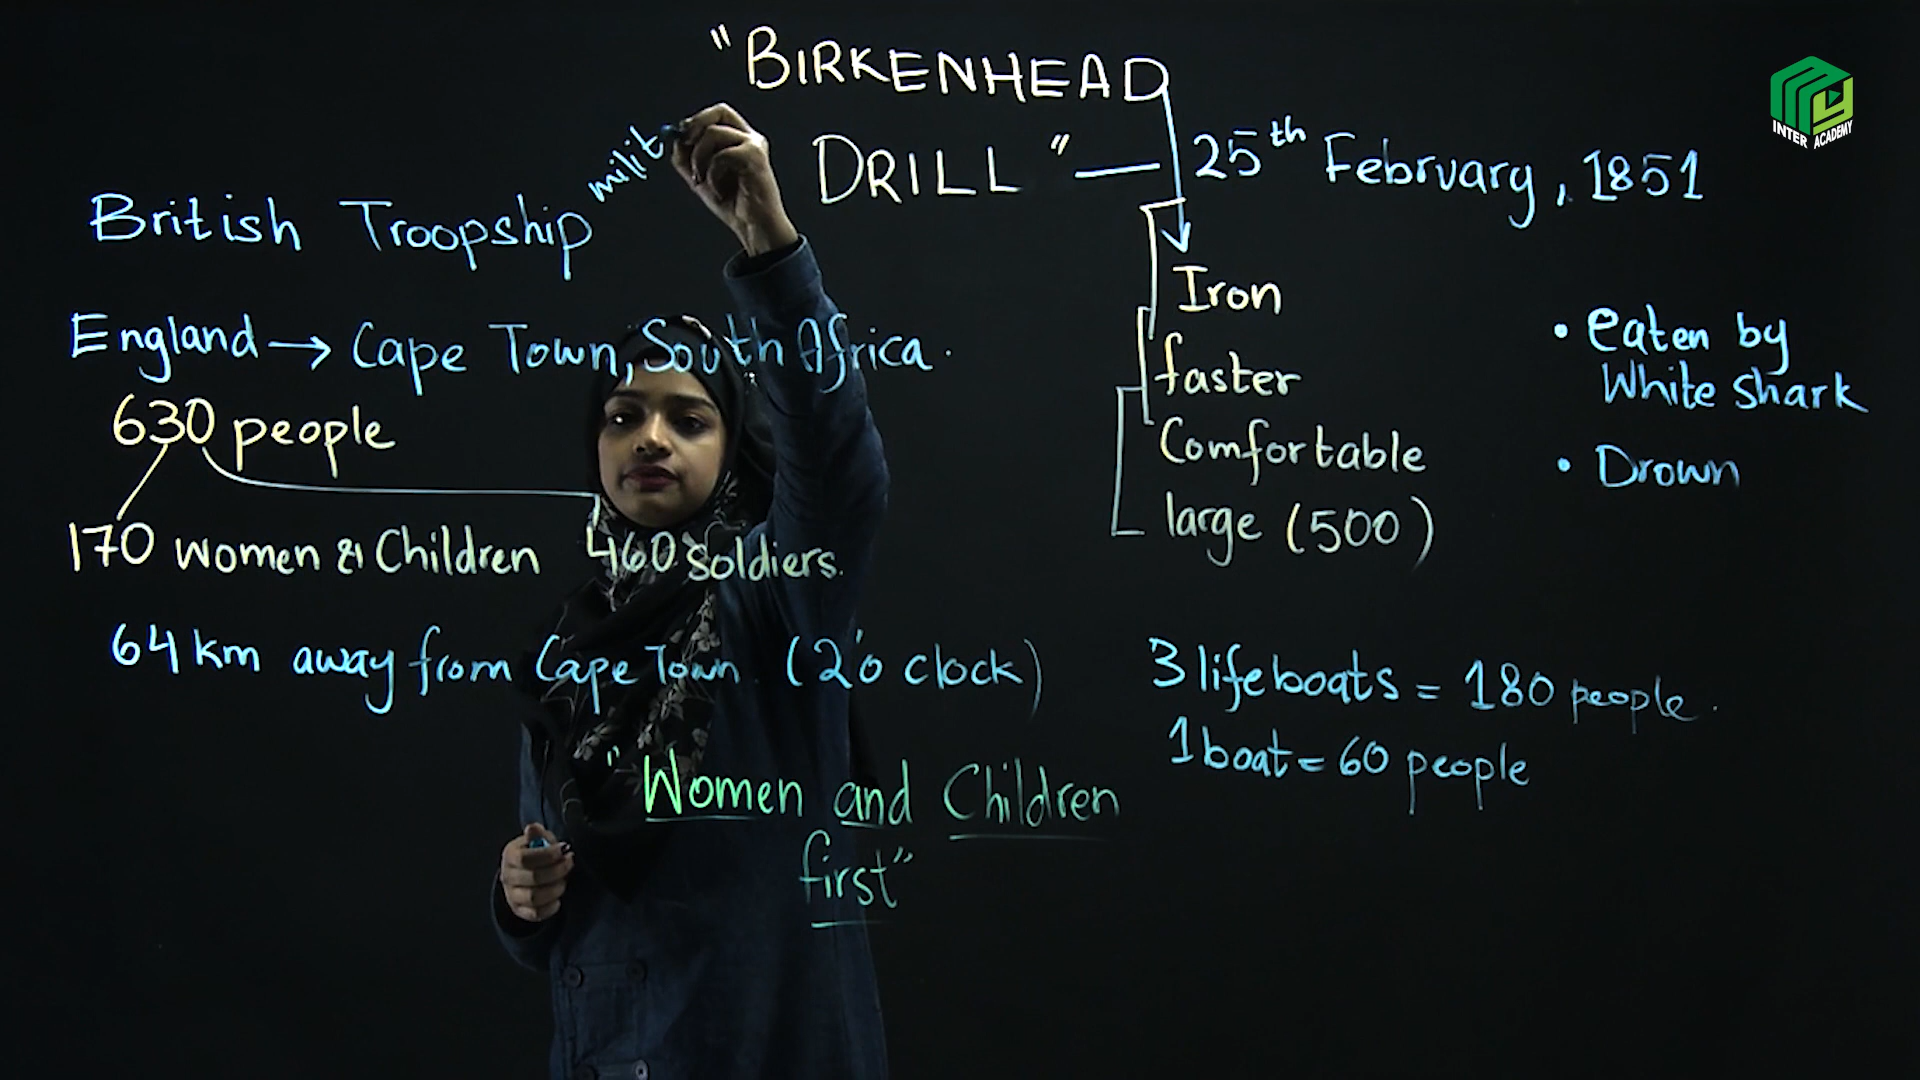 "BIRKENHEAD
DRILL" — 25th February, 1851
British Troopship milit
England → Cape Town, South Africa.
630 people
170 women & Children 460 soldiers.
64 km away from Cape Town. (2'o clock)
"Women and Children
first"
Iron
faster
Comfortable
large (500)
• eaten by
White shark
• Drown
3 lifeboats = 180 people.
1 boat = 60 people
INTER ACADEMY